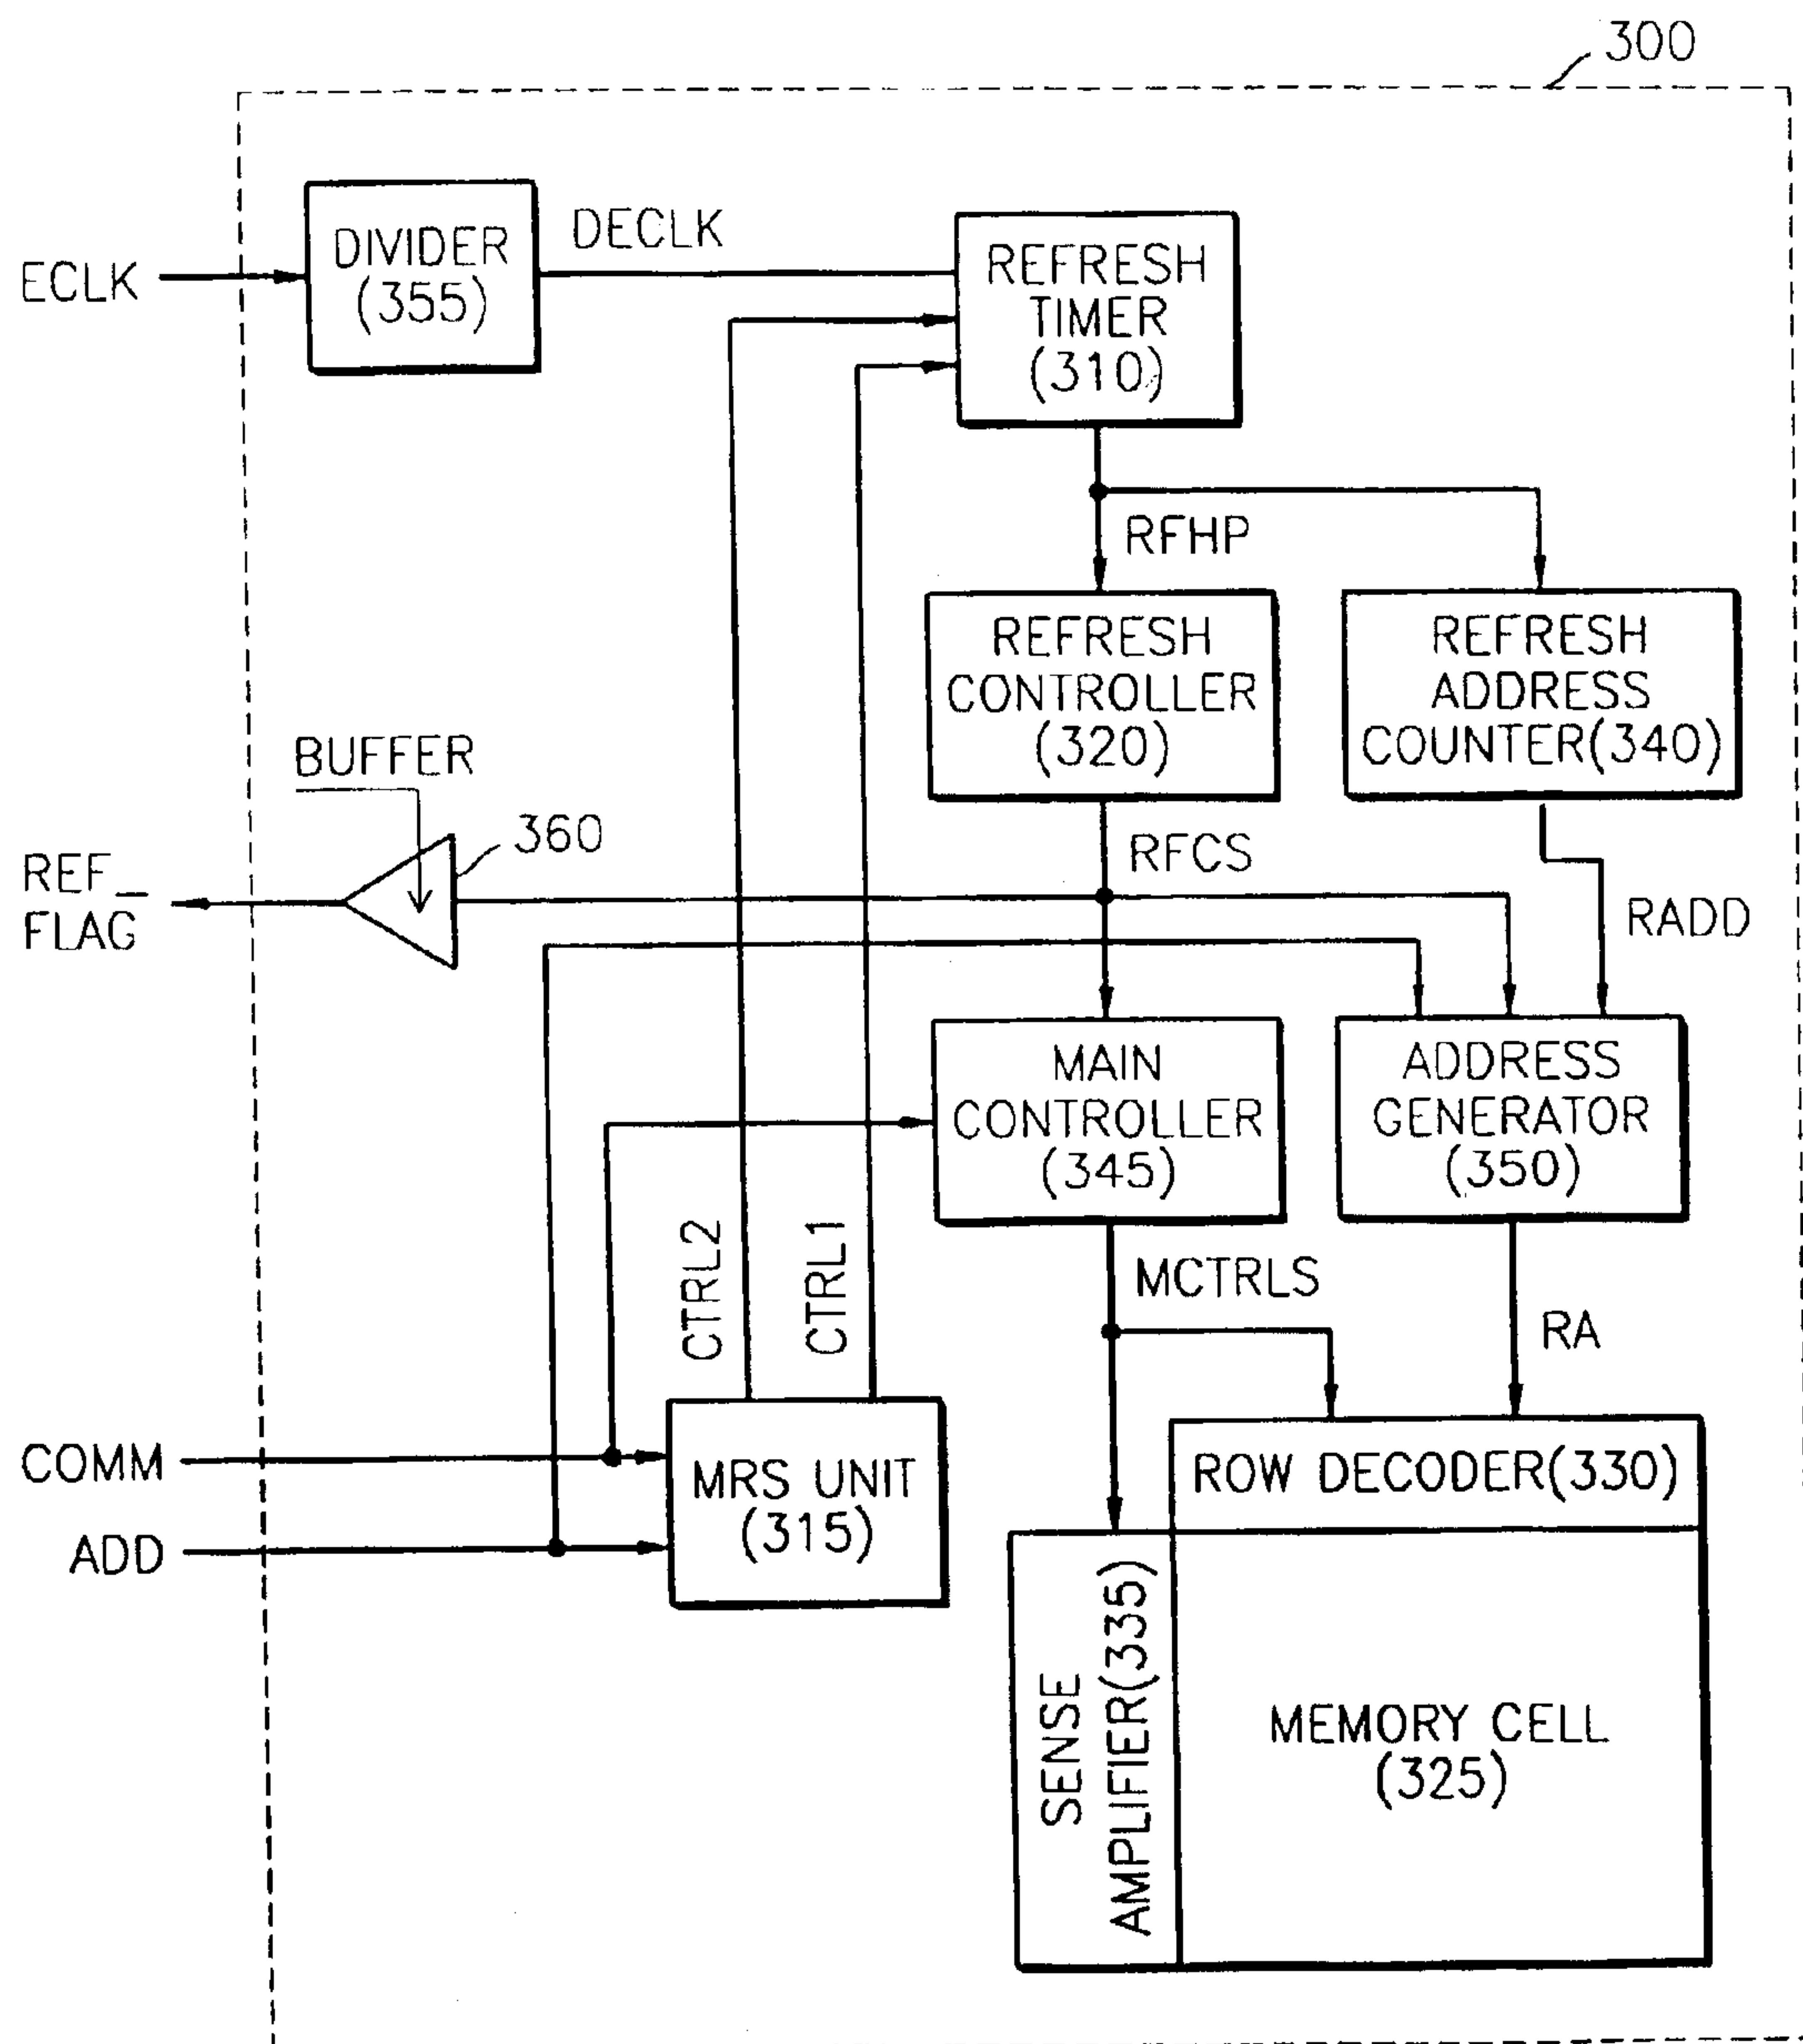 300
ECLK
DIVIDER
(355)
DECLK
REFRESH
TIMER
(310)
RFHP
REFRESH
CONTROLLER
(320)
REFRESH
ADDRESS
COUNTER(340)
BUFFER
360
REF_
FLAG
RFCS
RADD
MAIN
CONTROLLER
(345)
ADDRESS
GENERATOR
(350)
CTRL2
CTRL1
MCTRLS
RA
COMM
ADD
MRS UNIT
(315)
ROW DECODER(330)
SENSE
AMPLIFIER(335)
MEMORY CELL
(325)